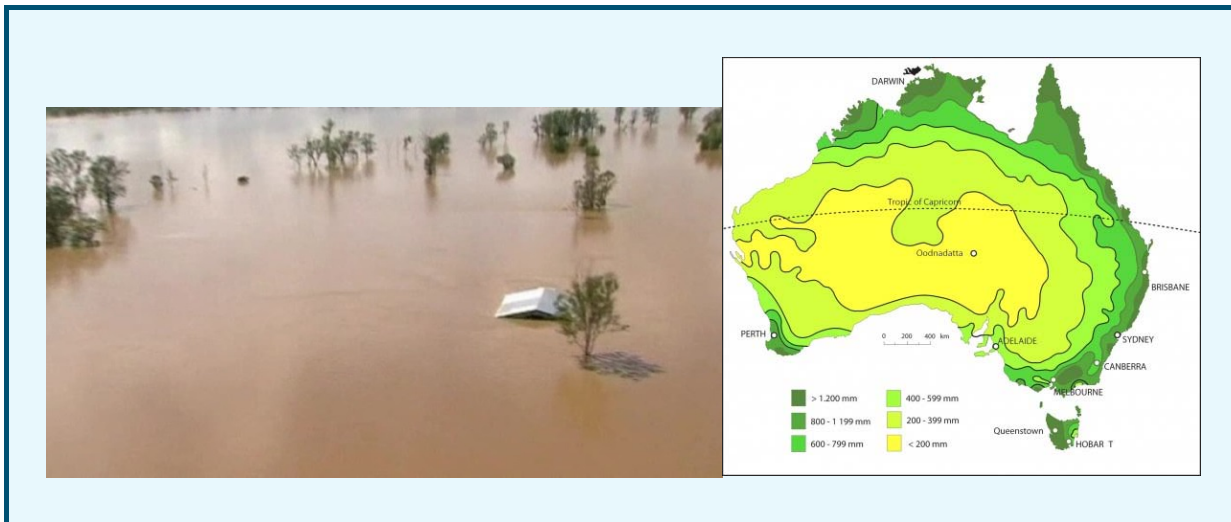 DARWIN
Tropic of Capricorn
Oodnadatta
BRISBANE
PERTH
0 200 400 km
ADELAIDE
SYDNEY
CANBERRA
MELBOURNE
> 1.200 mm
400 - 599 mm
800 - 1 199 mm
200 - 399 mm
600 - 799 mm
< 200 mm
Queenstown
HOBAR T